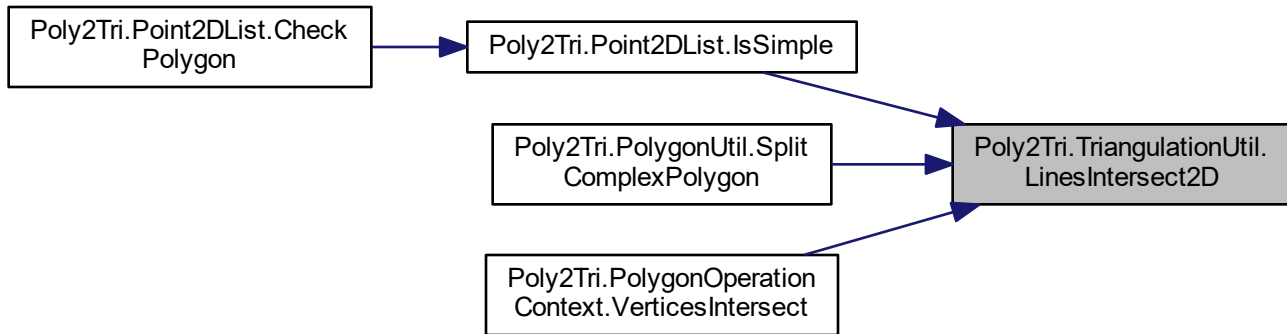 Poly2Tri.Point2DList.Check
Polygon
Poly2Tri.Point2DList.IsSimple
Poly2Tri.PolygonUtil.Split
ComplexPolygon
Poly2Tri.TriangulationUtil.
LinesIntersect2D
Poly2Tri.PolygonOperation
Context.VerticesIntersect